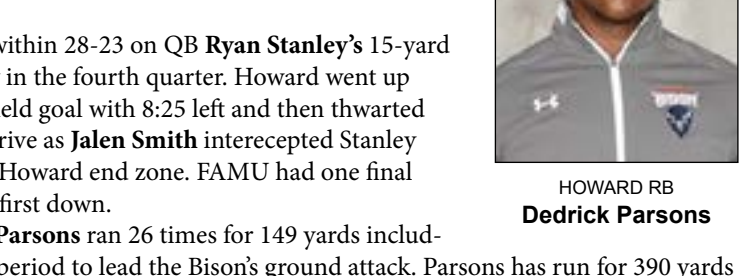 within 28-23 on QB Ryan Stanley's 15-yard
in the fourth quarter. Howard went up
field goal with 8:25 left and then thwarted
drive as Jalen Smith interecepted Stanley
Howard end zone. FAMU had one final
first down.
Parsons ran 26 times for 149 yards includ-
period to lead the Bison's ground attack. Parsons has run for 390 yards
BISON
HOWARD RB
Dedrick Parsons